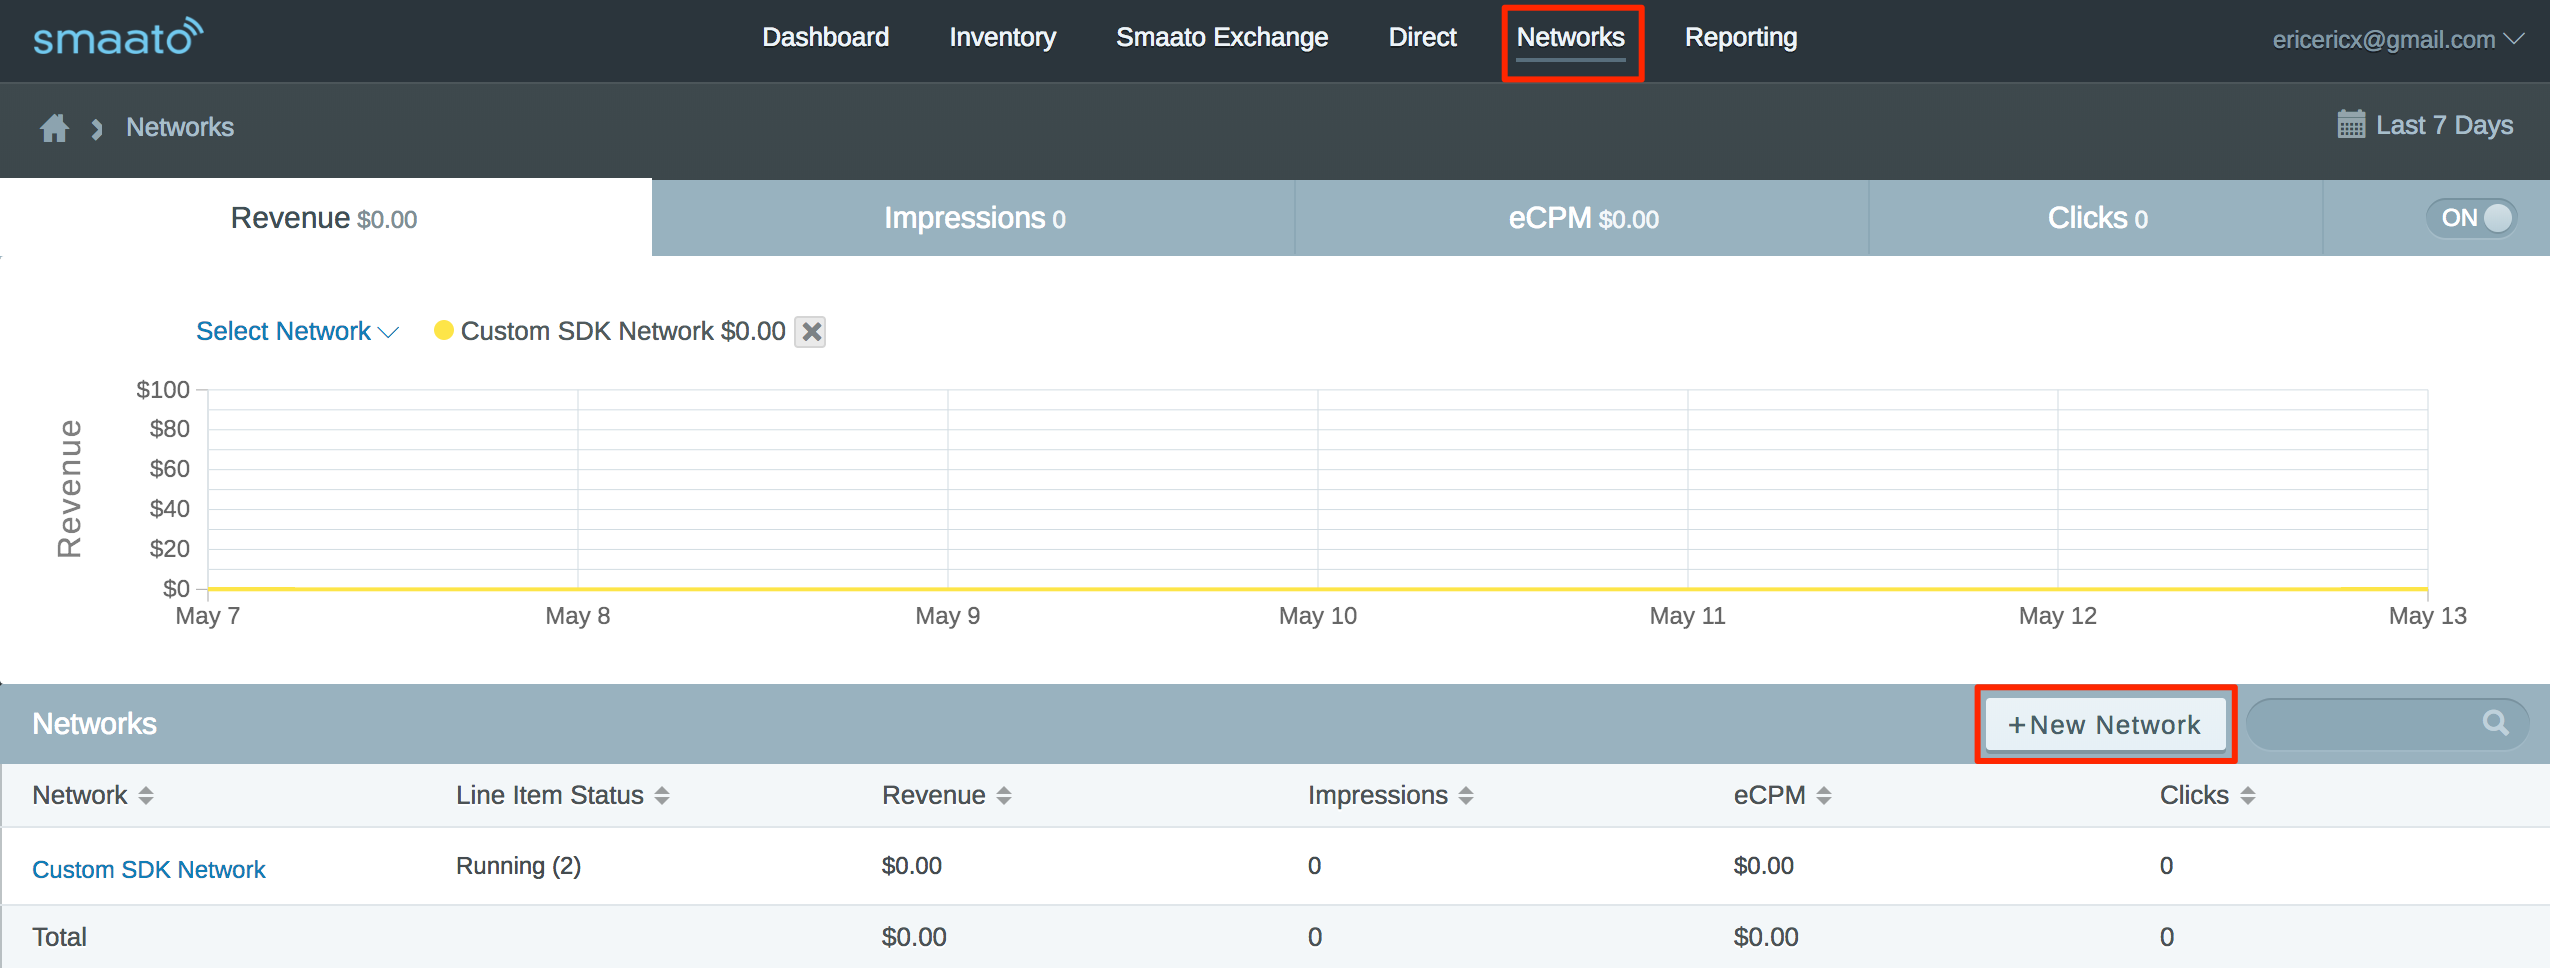 smaato
Dashboard Inventory Smaato Exchange Direct Networks Reporting
ericericx@gmail.com
Networks
Last 7 Days
Revenue $0.00 Impressions 0 eCPM $0.00 Clicks 0 ON
Select Network Custom SDK Network $0.00
Revenue
$100
$80
$60
$40
$20
$0
May 7 May 8 May 9 May 10 May 11 May 12 May 13
Networks +New Network
Network Line Item Status Revenue Impressions eCPM Clicks
Custom SDK Network Running (2) $0.00 0 $0.00 0
Total $0.00 0 $0.00 0